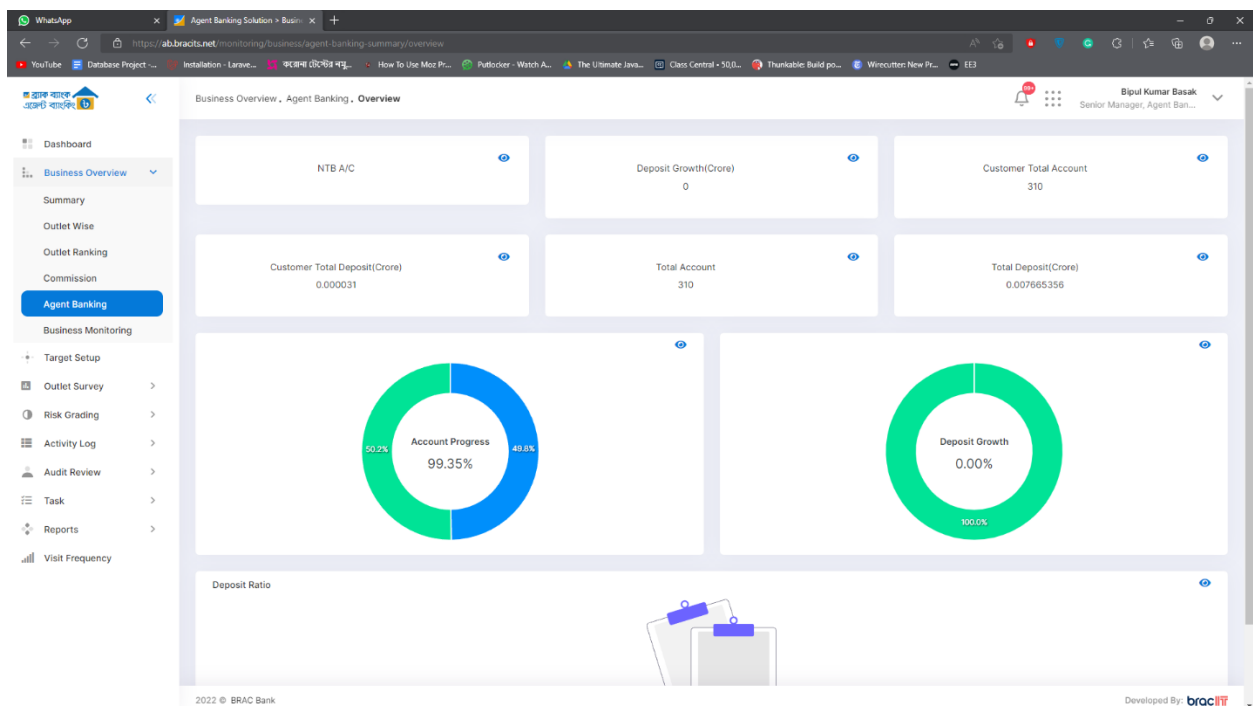 WhatsApp
Agent Banking Solution > Busin
https://ab.bracits.net/monitoring/business/agent-banking-summary/overview
YouTube Database Project -... Installation - Larave... করোনা টেস্টের নমু... How To Use Moz Pr... Putlocker - Watch A... The Ultimate Java... Class Central • 50,0... Thunkable: Build po... Wirecutter: New Pr... EE3
ব্র্যাক ব্যাংক
এজেন্ট ব্যাংকিং
Business Overview . Agent Banking . Overview
99+
Bipul Kumar Basak
Senior Manager, Agent Ban...
Dashboard
Business Overview
Summary
Outlet Wise
Outlet Ranking
Commission
Agent Banking
Business Monitoring
Target Setup
Outlet Survey
Risk Grading
Activity Log
Audit Review
Task
Reports
Visit Frequency
NTB A/C
Deposit Growth(Crore)
0
Customer Total Account
310
Customer Total Deposit(Crore)
0.000031
Total Account
310
Total Deposit(Crore)
0.007665356
50.2%
Account Progress
99.35%
49.8%
Deposit Growth
0.00%
100.0%
Deposit Ratio
2022 © BRAC Bank
Developed By: bracIT